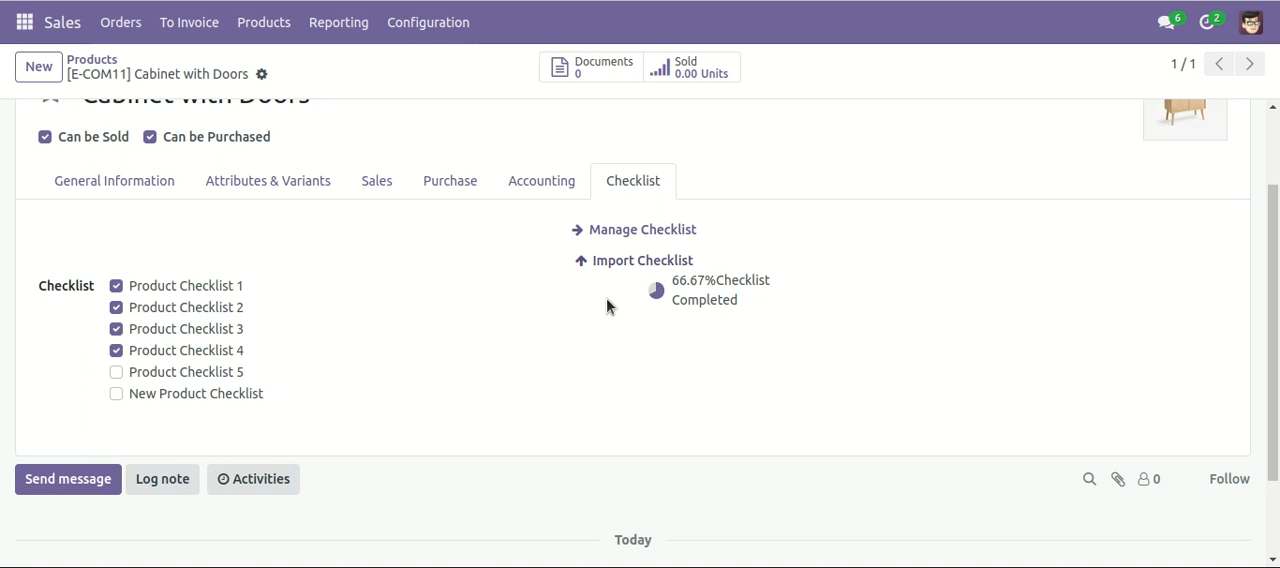 Sales Orders To Invoice Products Reporting Configuration 6 2
New Products Documents Sold 1 / 1
[E-COM11] Cabinet with Doors 0 0.00 Units
Cabinet with Doors
Can be Sold Can be Purchased
General Information Attributes & Variants Sales Purchase Accounting Checklist
Manage Checklist
Import Checklist
Checklist Product Checklist 1 66.67%Checklist
Completed
Product Checklist 2
Product Checklist 3
Product Checklist 4
Product Checklist 5
New Product Checklist
Send message Log note Activities 0 Follow
Today